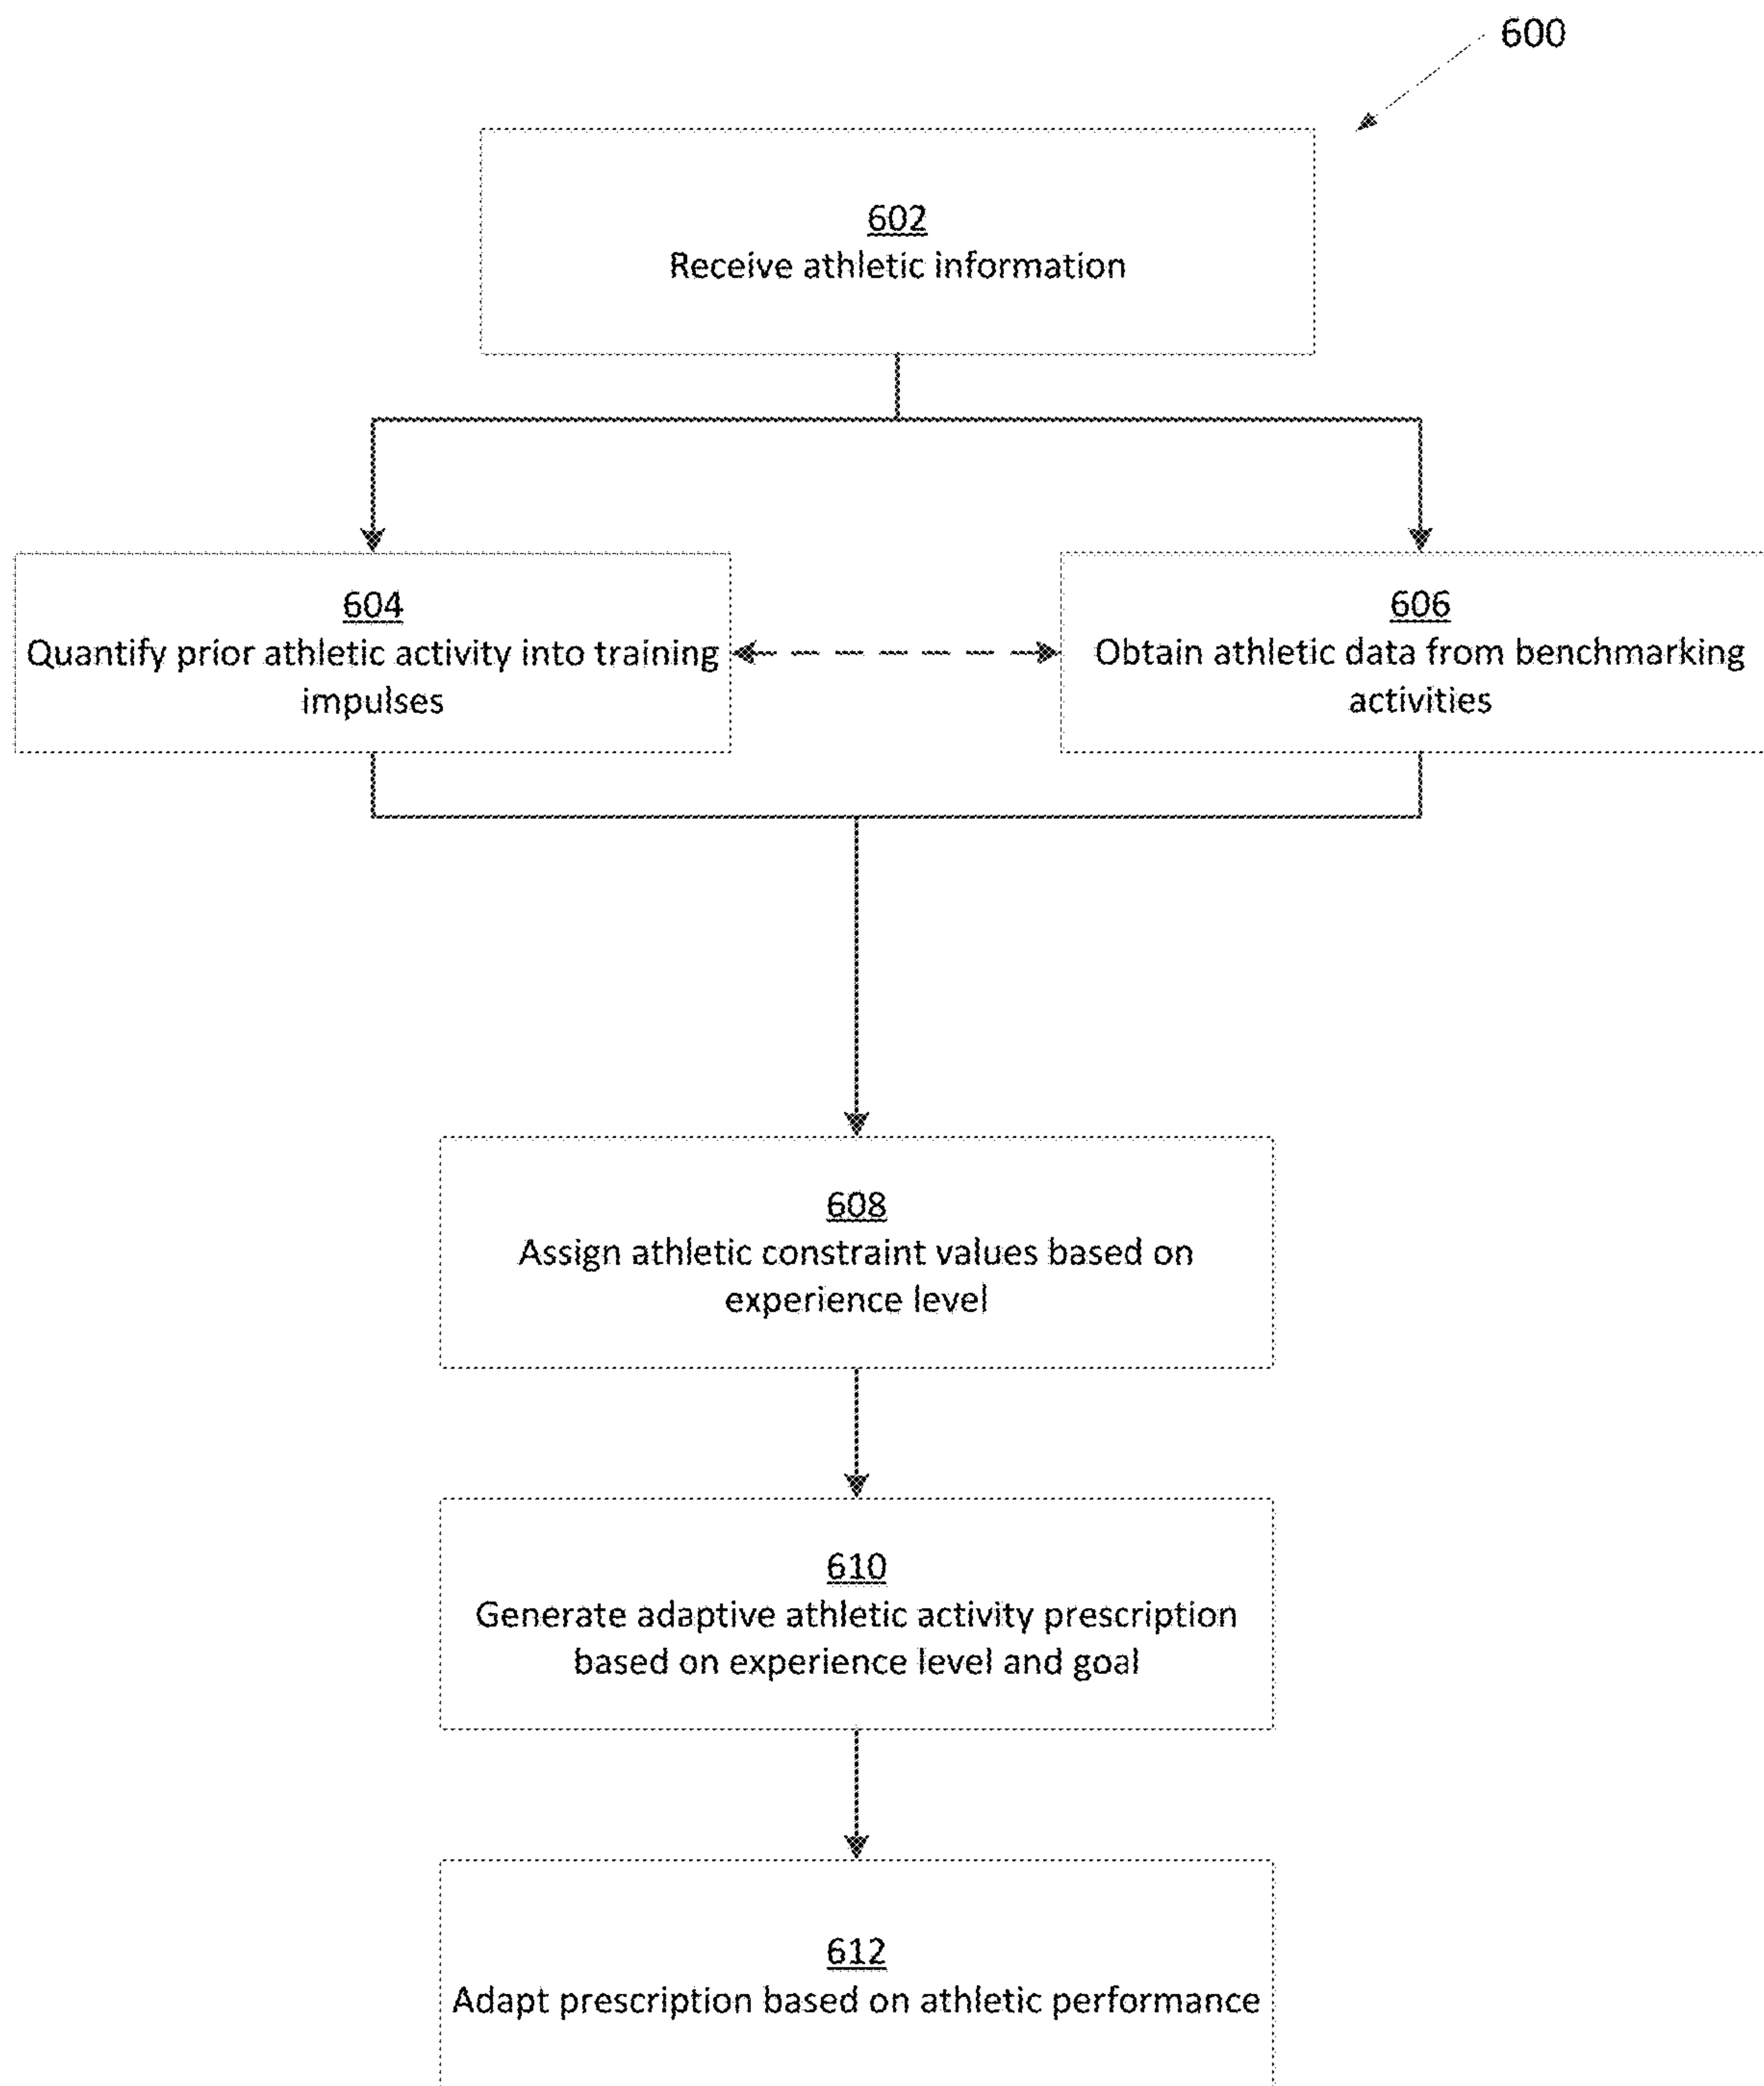 600
602
Receive athletic information
604
Quantify prior athletic activity into training
impulses
606
Obtain athletic data from benchmarking
activities
608
Assign athletic constraint values based on
experience level
610
Generate adaptive athletic activity prescription
based on experience level and goal
612
Adapt prescription based on athletic performance